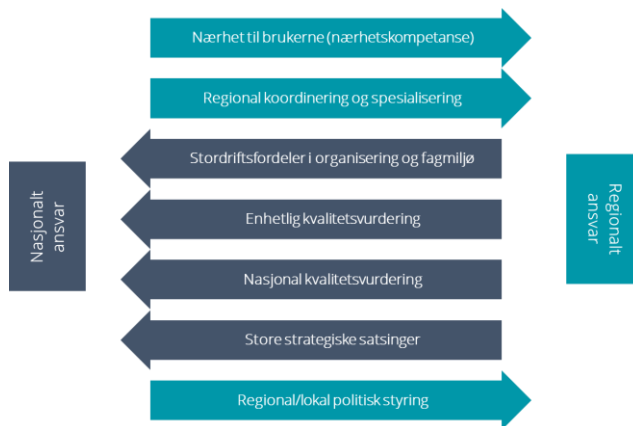 Nærhet til brukerne (nærhetskompetanse)
Regional koordinering og spesialisering
Stordriftsfordeler i organisering og fagmiljø
Enhetlig kvalitetsvurdering
Nasjonal kvalitetsvurdering
Store strategiske satsinger
Regional/lokal politisk styring
Nasjonalt
ansvar
Regionalt
ansvar